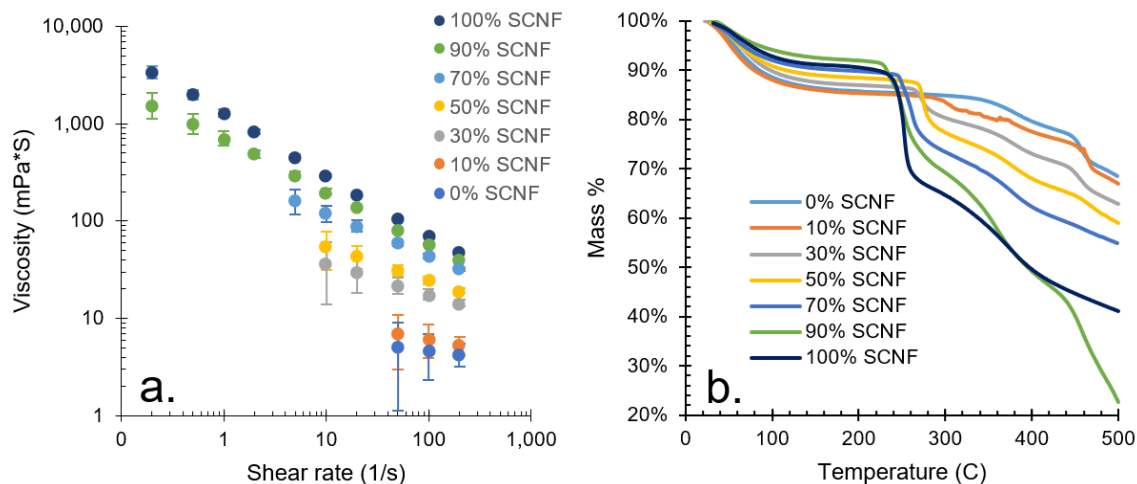 10,000
1,000
100
10
1
0
1
10
100
1,000
Viscosity (mPa*S)
Shear rate (1/s)
100% SCNF
90% SCNF
70% SCNF
50% SCNF
30% SCNF
10% SCNF
0% SCNF
a.
100%
90%
80%
70%
60%
50%
40%
30%
20%
0
100
200
300
400
500
Mass %
Temperature (C)
0% SCNF
10% SCNF
30% SCNF
50% SCNF
70% SCNF
90% SCNF
100% SCNF
b.